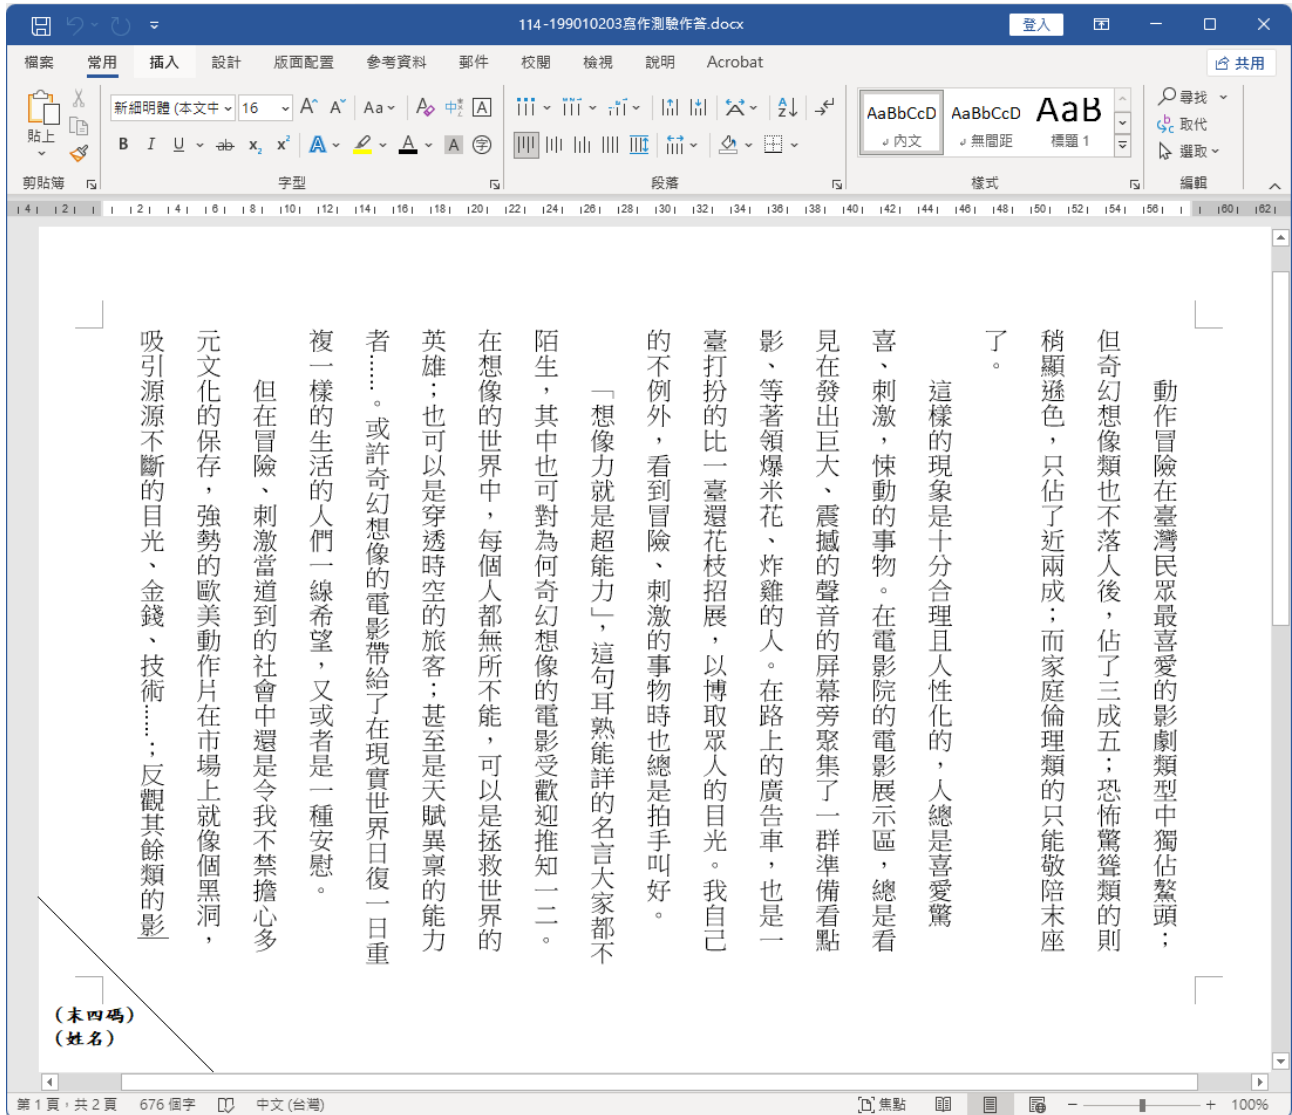 114-199010203寫作測驗作答.docx
登入
檔案 常用 插入 設計 版面配置 參考資料 郵件 校閱 檢視 說明 Acrobat
共用
貼上
剪貼簿
新細明體 (本文中 16
字型
段落
AaBbCcD AaBbCcD AaB
內文 無間距 標題 1
樣式
尋找
取代
選取
編輯
動作冒險在臺灣民眾最喜愛的影劇類型中獨佔鰲頭；
但奇幻想像類也不落人後，佔了三成五；恐怖驚聳類的則
稍顯遜色，只佔了近兩成；而家庭倫理類的只能敬陪末座
了。
這樣的現象是十分合理且人性化的，人總是喜愛驚
喜、刺激，悚動的事物。在電影院的電影展示區，總是看
見在發出巨大、震撼的聲音的屏幕旁聚集了一群準備看點
影、等著領爆米花、炸雞的人。在路上的廣告車，也是一
臺打扮的比一臺還花枝招展，以博取眾人的目光。我自己
的不例外，看到冒險、刺激的事物時也總是拍手叫好。
「想像力就是超能力」，這句耳熟能詳的名言大家都不
陌生，其中也可對為何奇幻想像的電影受歡迎推知一二。
在想像的世界中，每個人都無所不能，可以是拯救世界的
英雄；也可以是穿透時空的旅客；甚至是天賦異稟的能力
者……。或許奇幻想像的電影帶給了在現實世界日復一日重
複一樣的生活的人們一線希望，又或者是一種安慰。
但在冒險、刺激當道到的社會中還是令我不禁擔心多
元文化的保存，強勢的歐美動作片在市場上就像個黑洞，
吸引源源不斷的目光、金錢、技術……；反觀其餘類的影
(末四碼)
(姓名)
第 1 頁，共 2 頁 676 個字 中文 (台灣)
焦點
100%